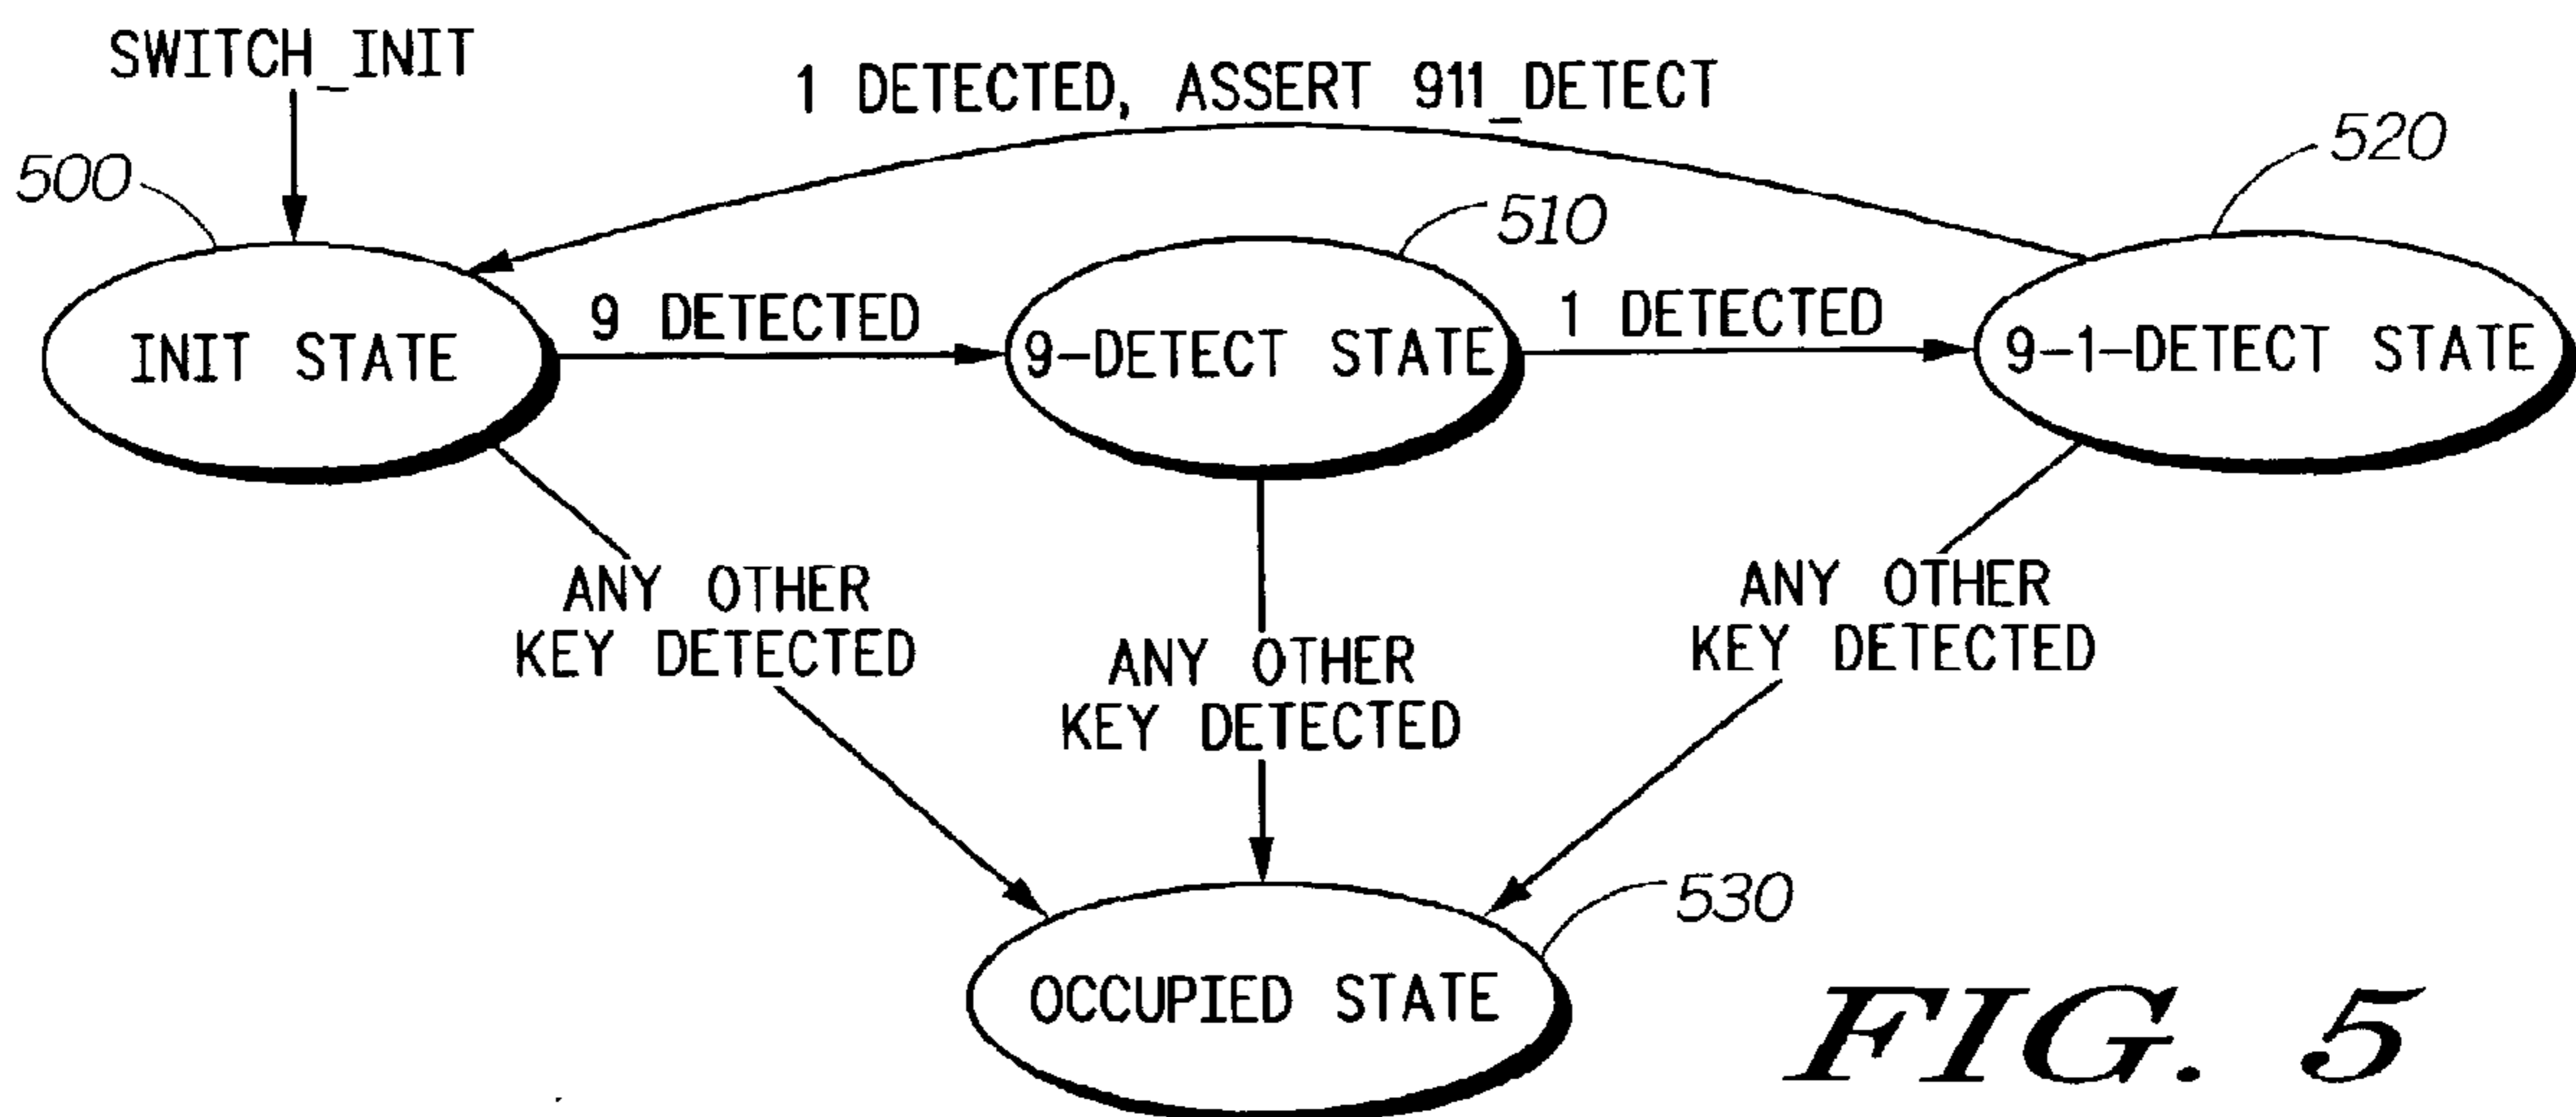 SWITCH_INIT
1 DETECTED, ASSERT 911_DETECT
500
510
520
INIT STATE
9 DETECTED
9-DETECT STATE
1 DETECTED
9-1-DETECT STATE
ANY OTHER
KEY DETECTED
ANY OTHER
KEY DETECTED
ANY OTHER
KEY DETECTED
530
OCCUPIED STATE
FIG. 5